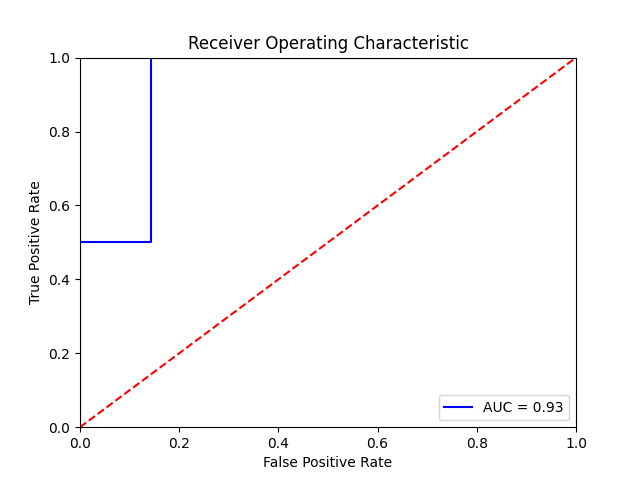 Receiver Operating Characteristic
True Positive Rate
1.0
0.8
0.6
0.4
0.2
0.0
AUC = 0.93
0.0 0.2 0.4 0.6 0.8 1.0
False Positive Rate